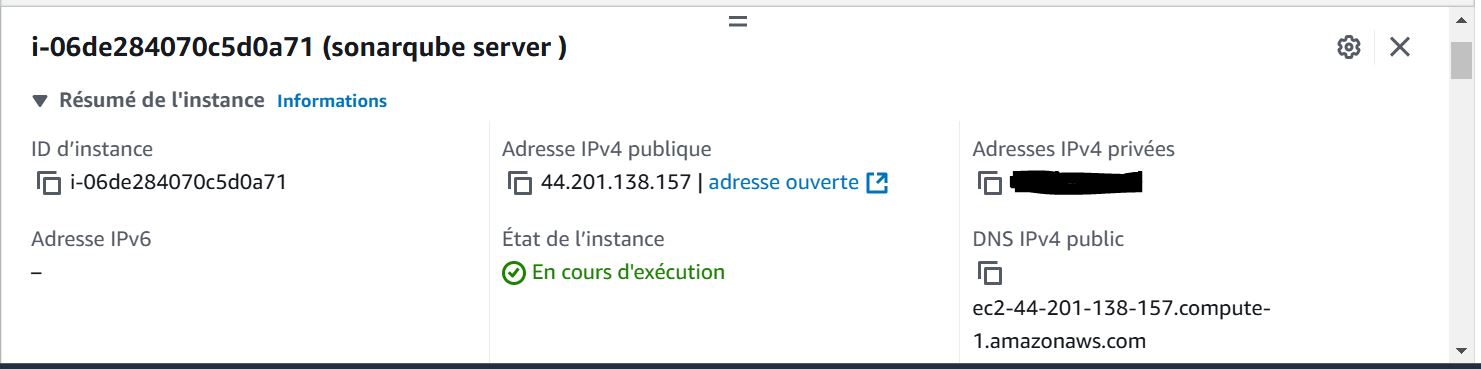 i-06de284070c5d0a71 (sonarqube server )
Résumé de l'instance Informations
ID d’instance
i-06de284070c5d0a71
Adresse IPv4 publique
44.201.138.157 | adresse ouverte
Adresses IPv4 privées
Adresse IPv6
–
État de l’instance
En cours d'exécution
DNS IPv4 public
ec2-44-201-138-157.compute-
1.amazonaws.com